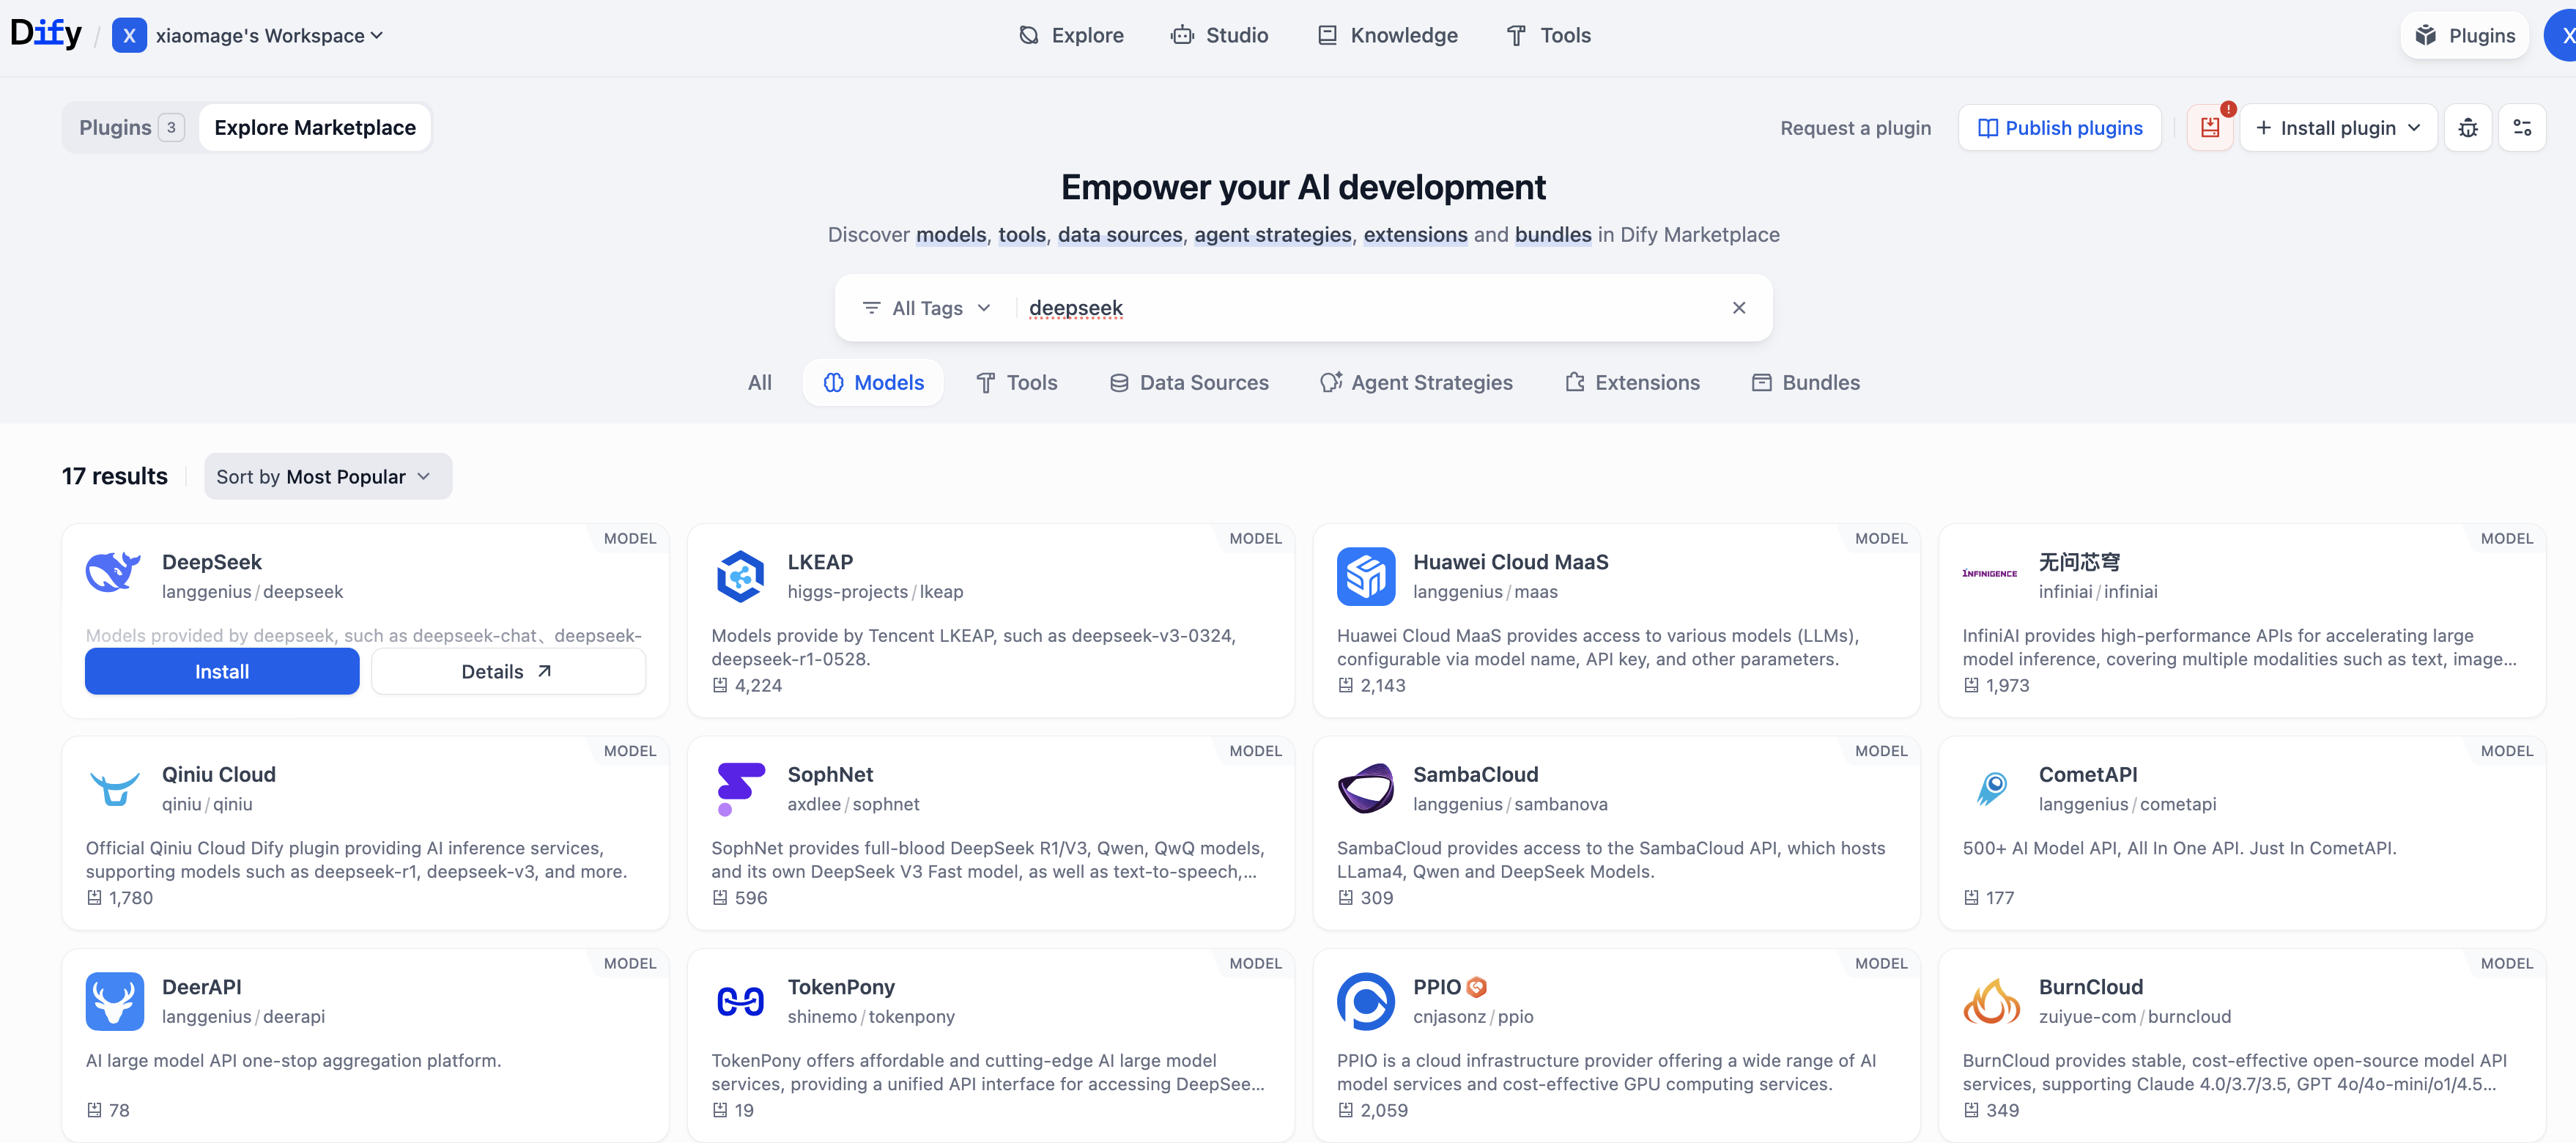 Dify / X xiaomage's Workspace
Explore
Studio
Knowledge
Tools
Plugins
X
Plugins 3
Explore Marketplace
Request a plugin
Publish plugins
!
+ Install plugin
Empower your AI development
Discover models, tools, data sources, agent strategies, extensions and bundles in Dify Marketplace
All Tags
deepseek
All
Models
Tools
Data Sources
Agent Strategies
Extensions
Bundles
17 results
Sort by Most Popular
MODEL
DeepSeek
langgenius / deepseek
Models provided by deepseek, such as deepseek-chat、deepseek-
Install
Details
MODEL
LKEAP
higgs-projects / lkeap
Models provide by Tencent LKEAP, such as deepseek-v3-0324,
deepseek-r1-0528.
4,224
MODEL
Huawei Cloud MaaS
langgenius / maas
Huawei Cloud MaaS provides access to various models (LLMs),
configurable via model name, API key, and other parameters.
2,143
MODEL
INFINIGENCE
无问芯穹
infiniai / infiniai
InfiniAI provides high-performance APIs for accelerating large
model inference, covering multiple modalities such as text, image...
1,973
MODEL
Qiniu Cloud
qiniu / qiniu
Official Qiniu Cloud Dify plugin providing AI inference services,
supporting models such as deepseek-r1, deepseek-v3, and more.
1,780
MODEL
SophNet
axdlee / sophnet
SophNet provides full-blood DeepSeek R1/V3, Qwen, QwQ models,
and its own DeepSeek V3 Fast model, as well as text-to-speech,...
596
MODEL
SambaCloud
langgenius / sambanova
SambaCloud provides access to the SambaCloud API, which hosts
LLama4, Qwen and DeepSeek Models.
309
MODEL
CometAPI
langgenius / cometapi
500+ AI Model API, All In One API. Just In CometAPI.
177
MODEL
DeerAPI
langgenius / deerapi
AI large model API one-stop aggregation platform.
78
MODEL
TokenPony
shinemo / tokenpony
TokenPony offers affordable and cutting-edge AI large model
services, providing a unified API interface for accessing DeepSee...
19
MODEL
PPIO
cnjasonz / ppio
PPIO is a cloud infrastructure provider offering a wide range of AI
model services and cost-effective GPU computing services.
2,059
MODEL
BurnCloud
zuiyue-com / burncloud
BurnCloud provides stable, cost-effective open-source model API
services, supporting Claude 4.0/3.7/3.5, GPT 4o/4o-mini/o1/4.5...
349